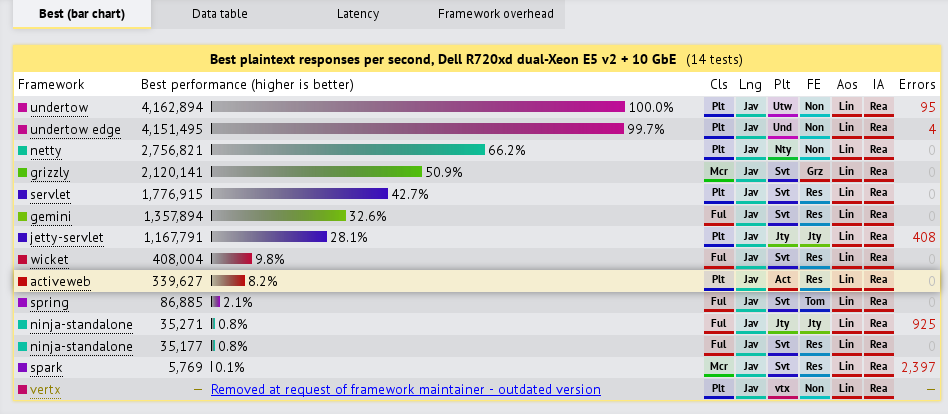 Best (bar chart) Data table Latency Framework overhead
Best plaintext responses per second, Dell R720xd dual-Xeon E5 v2 + 10 GbE (14 tests)
Framework Best performance (higher is better) Cls Lng Plt FE Aos IA Errors
undertow 4,162,894 100.0% Plt Jav Utw Non Lin Rea 95
undertow edge 4,151,495 99.7% Plt Jav Und Non Lin Rea 4
netty 2,756,821 66.2% Plt Jav Nty Non Lin Rea 0
grizzly 2,120,141 50.9% Mcr Jav Svt Grz Lin Rea 0
servlet 1,776,915 42.7% Plt Jav Svt Res Lin Rea 0
gemini 1,357,894 32.6% Ful Jav Svt Res Lin Rea 0
jetty-servlet 1,167,791 28.1% Plt Jav Jty Jty Lin Rea 408
wicket 408,004 9.8% Ful Jav Svt Res Lin Rea 0
activeweb 339,627 8.2% Plt Jav Act Res Lin Rea 0
spring 86,885 2.1% Ful Jav Svt Tom Lin Rea 0
ninja-standalone 35,271 0.8% Ful Jav Jty Jty Lin Rea 925
ninja-standalone 35,177 0.8% Ful Jav Svt Res Lin Rea 0
spark 5,769 0.1% Mcr Jav Svt Res Lin Rea 2,397
vertx — Removed at request of framework maintainer - outdated version Plt Jav vtx Non Lin Rea —